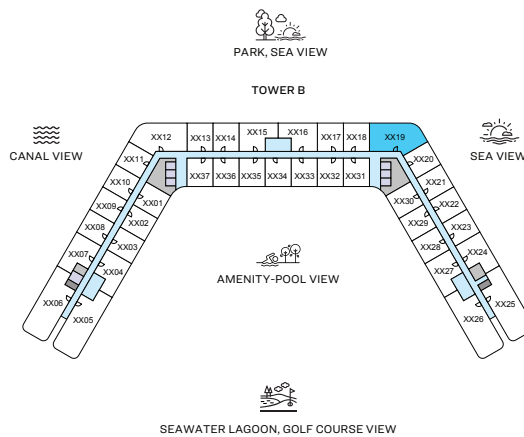 PARK, SEA VIEW
TOWER B
CANAL VIEW
SEA VIEW
XX12
XX13
XX14
XX15
XX16
XX17
XX18
XX19
XX11
XX20
XX10
XX37
XX36
XX35
XX34
XX33
XX32
XX31
XX21
XX09
XX01
XX30
XX22
XX08
XX02
XX29
XX23
XX07
XX03
XX28
XX24
XX04
XX27
XX06
XX25
XX05
XX26
AMENITY-POOL VIEW
SEAWATER LAGOON, GOLF COURSE VIEW